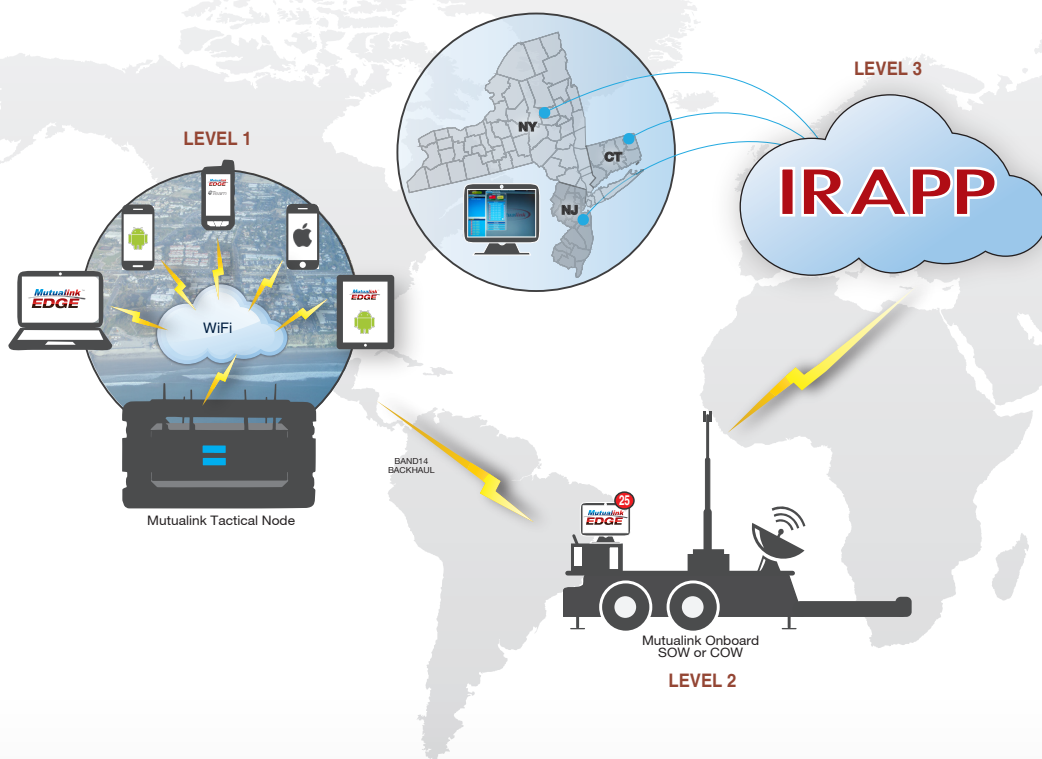 LEVEL 3
LEVEL 1
NY
CT
NJ
IRAPP
Mutualink
EDGE
Mutualink
EDGE
Mutualink
EDGE
WiFi
BAND14
BACKHAUL
Mutualink Tactical Node
25
Mutualink
EDGE
Mutualink Onboard
SOW or COW
LEVEL 2